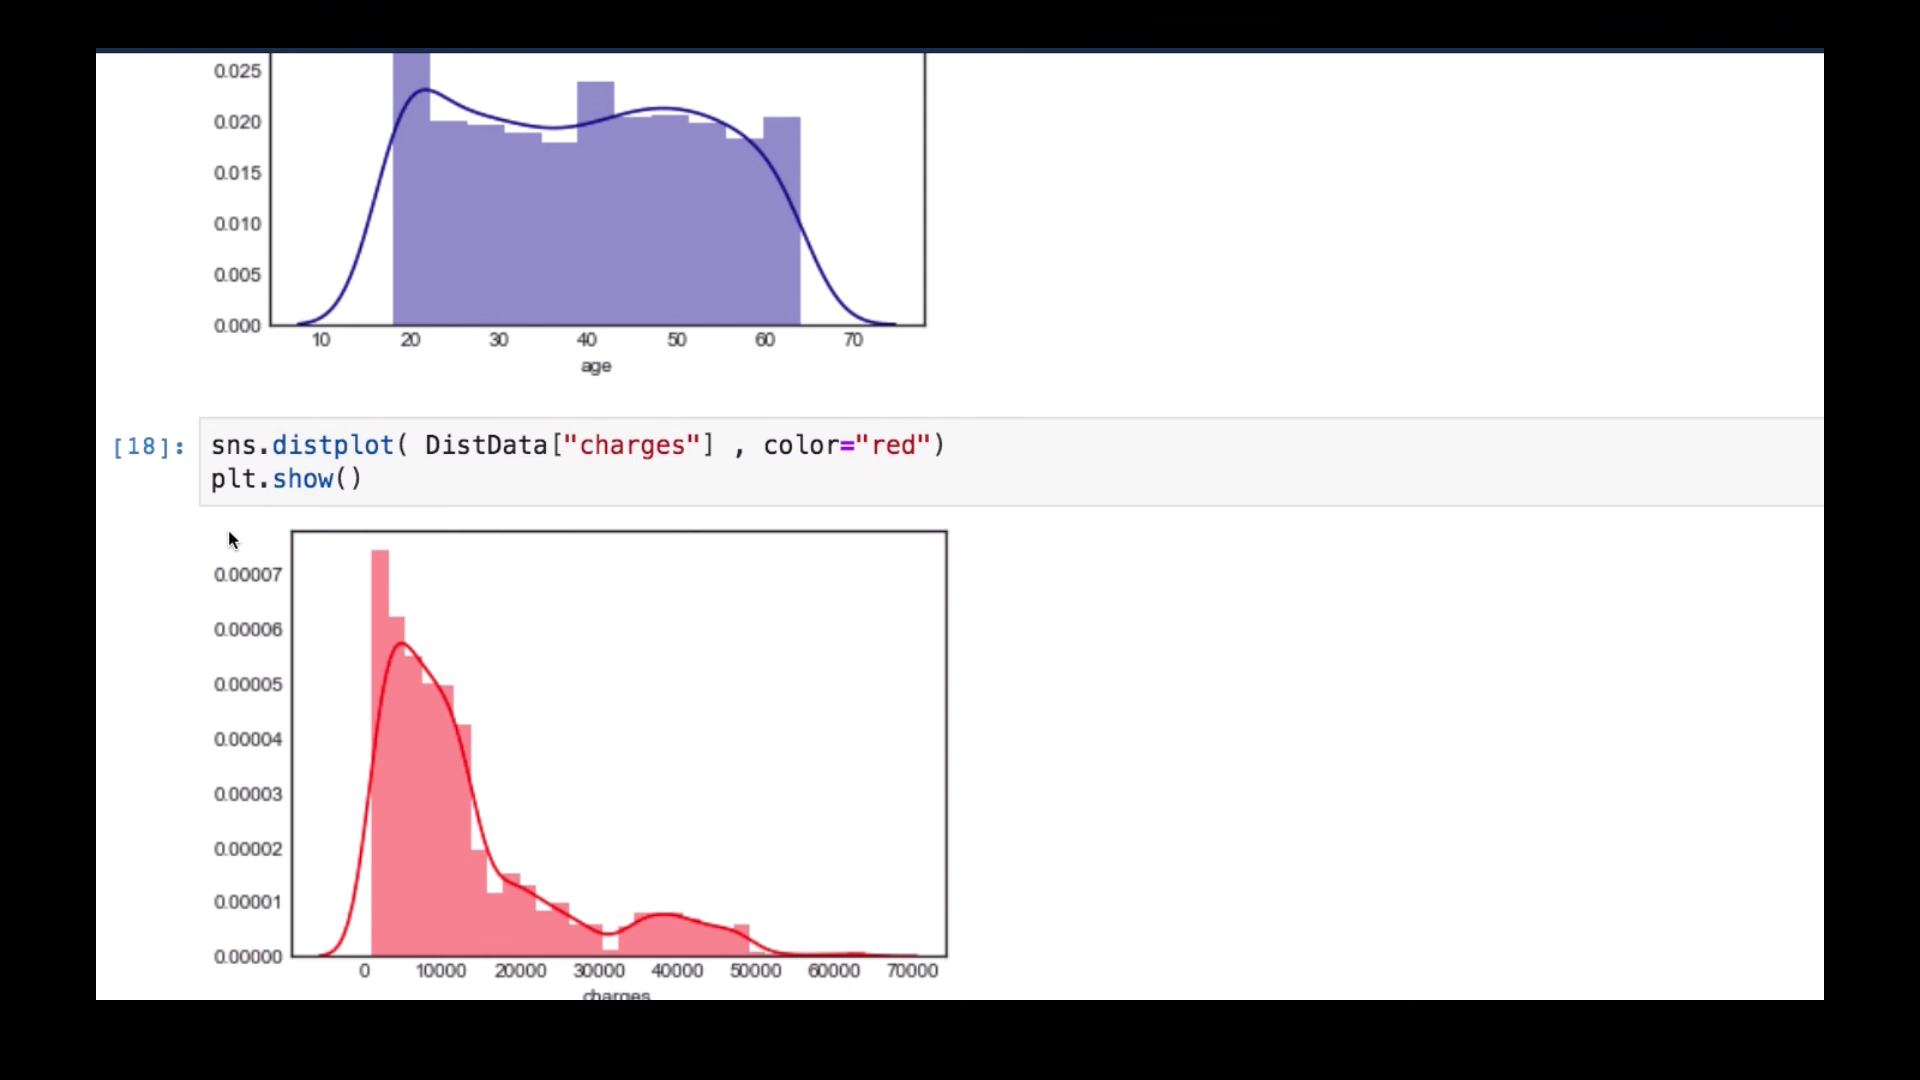 0.025
0.020
0.015
0.010
0.005
0.000
10 20 30 40 50 60 70
age
[18]: sns.distplot( DistData["charges"] , color="red")
plt.show()
0.00007
0.00006
0.00005
0.00004
0.00003
0.00002
0.00001
0.00000
0 10000 20000 30000 40000 50000 60000 70000
charges